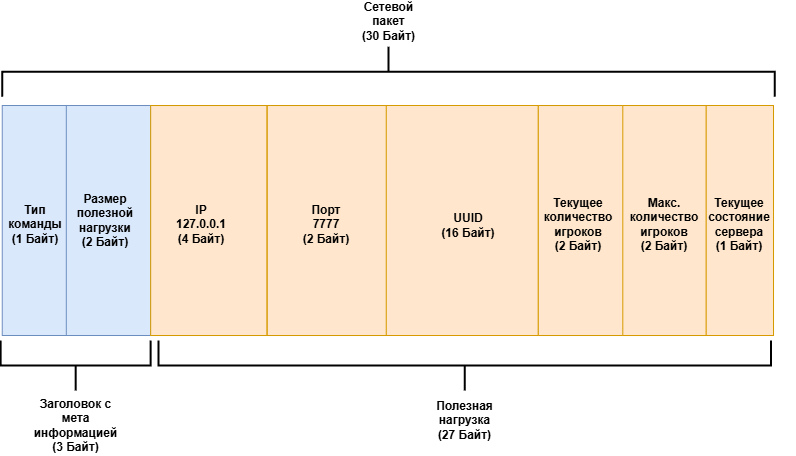 Сетевой
пакет
(30 Байт)
Тип
команды
(1 Байт)
Размер
полезной
нагрузки
(2 Байт)
IP
127.0.0.1
(4 Байт)
Порт
7777
(2 Байт)
UUID
(16 Байт)
Текущее
количество
игроков
(2 Байт)
Макс.
количество
игроков
(2 Байт)
Текущее
состояние
сервера
(1 Байт)
Заголовок с
мета
информацией
(3 Байт)
Полезная
нагрузка
(27 Байт)